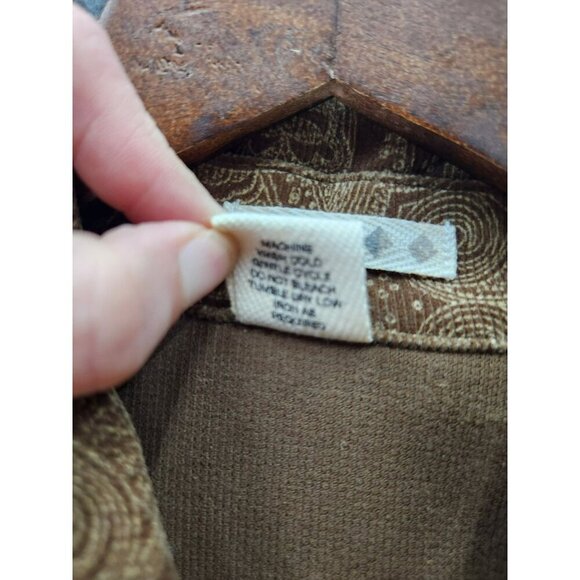 MACHINE
WASH COLD
GENTLE CYCLE
DO NOT BLEACH
TUMBLE DRY LOW
IRON AS
REQUIRED